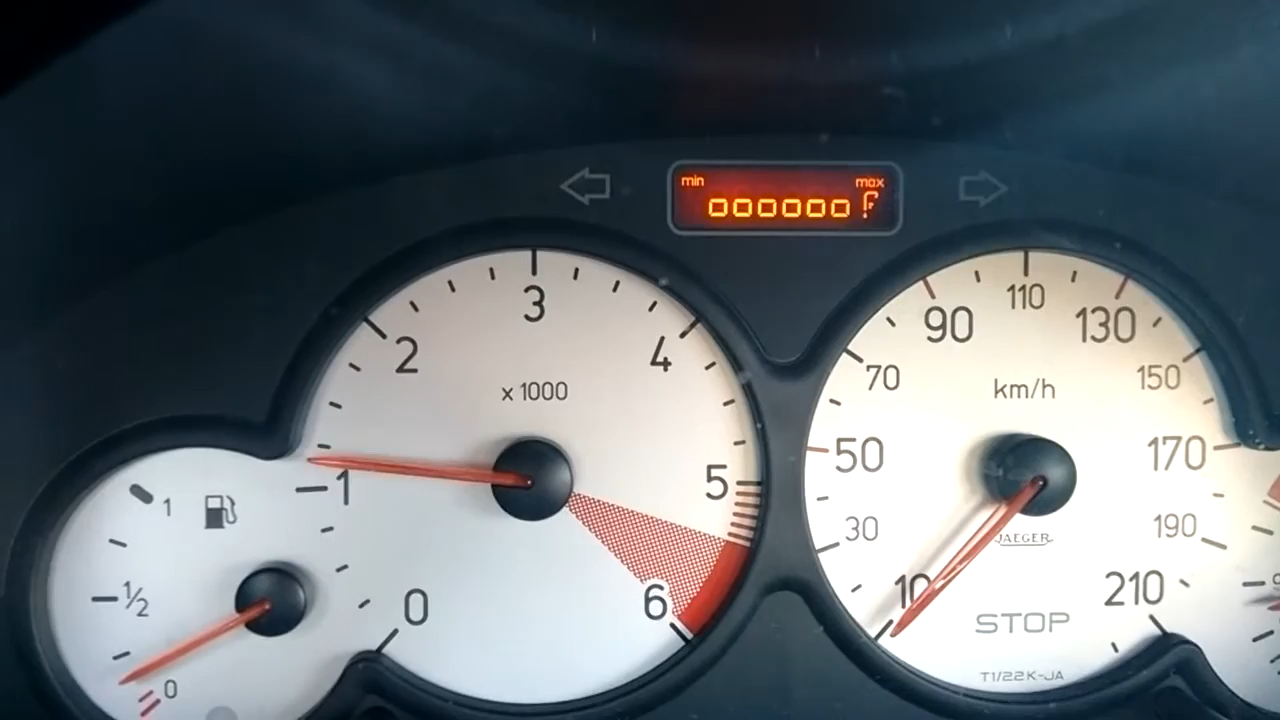 min max
oooooo
3
2 4
x 1000
1 5
0 6
1
½
0
90 110 130
70 150
km/h
50 170
30 190
JAEGER
10 210
STOP
T1/22K-JA